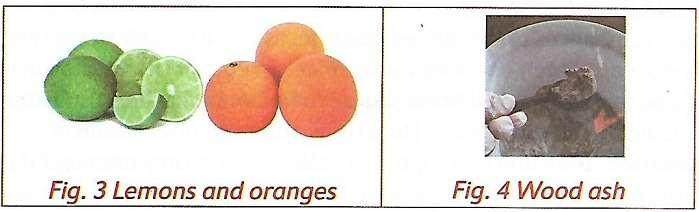 Fig. 3 Lemons and oranges
Fig. 4 Wood ash